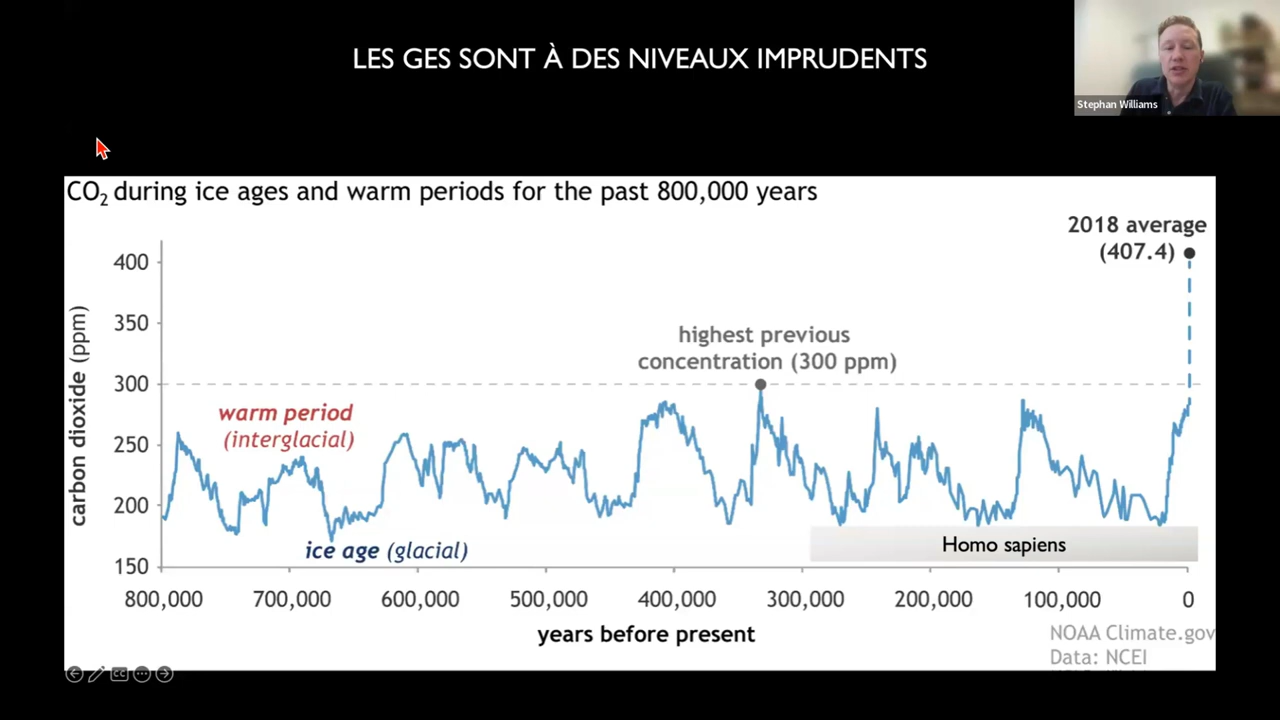 LES GES SONT À DES NIVEAUX IMPRUDENTS
Stephan Williams
CO₂ during ice ages and warm periods for the past 800,000 years
2018 average
(407.4)
400
350
300
250
200
150
carbon dioxide (ppm)
highest previous
concentration (300 ppm)
warm period
(interglacial)
ice age (glacial)
Homo sapiens
800,000 700,000 600,000 500,000 400,000 300,000 200,000 100,000 0
years before present
NOAA Climate.gov
Data: NCEI
CC